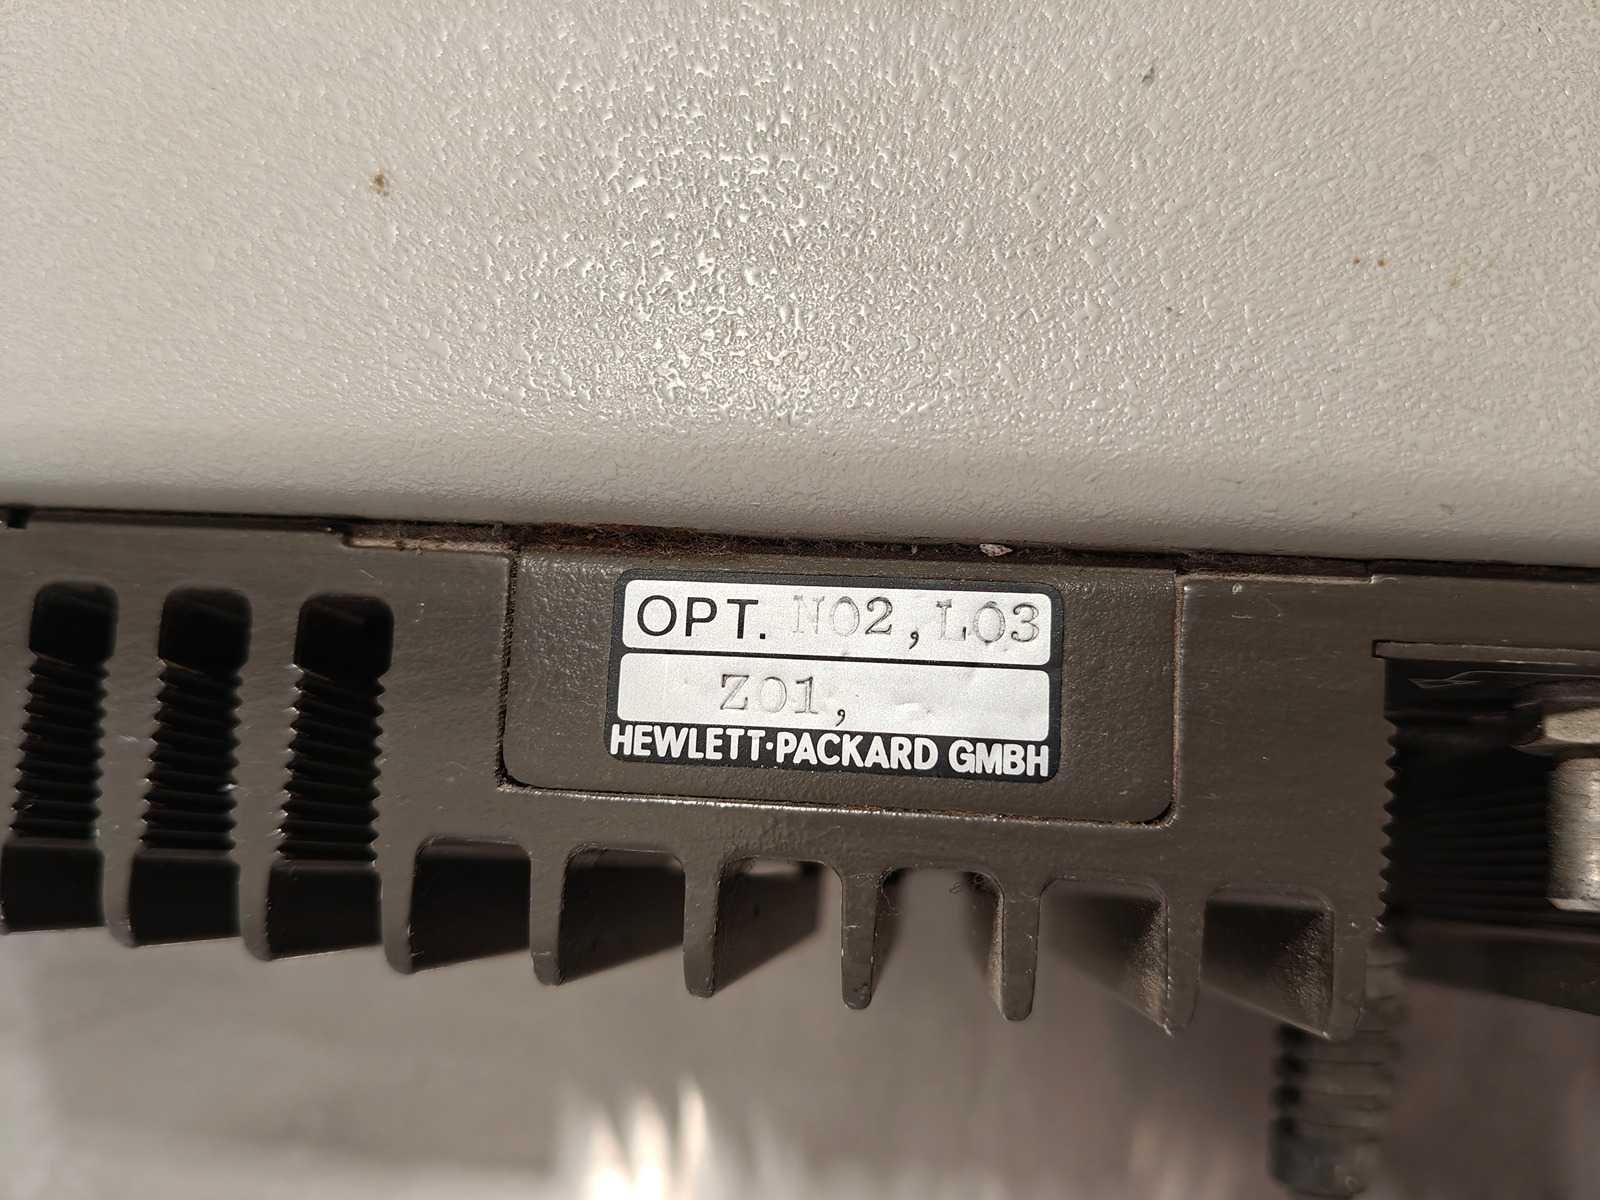 OPT. N02, L03
Z01,
HEWLETT·PACKARD GMBH